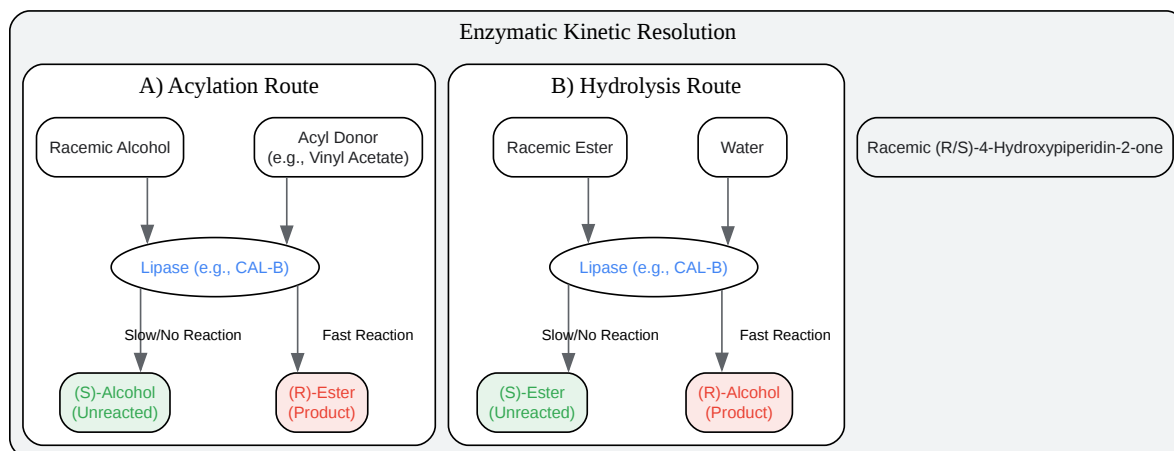 Enzymatic Kinetic Resolution
A) Acylation Route
Racemic Alcohol
Acyl Donor
(e.g., Vinyl Acetate)
Lipase (e.g., CAL-B)
Slow/No Reaction
Fast Reaction
(S)-Alcohol
(Unreacted)
(R)-Ester
(Product)
B) Hydrolysis Route
Racemic Ester
Water
Lipase (e.g., CAL-B)
Slow/No Reaction
Fast Reaction
(S)-Ester
(Unreacted)
(R)-Alcohol
(Product)
Racemic (R/S)-4-Hydroxypiperidin-2-one